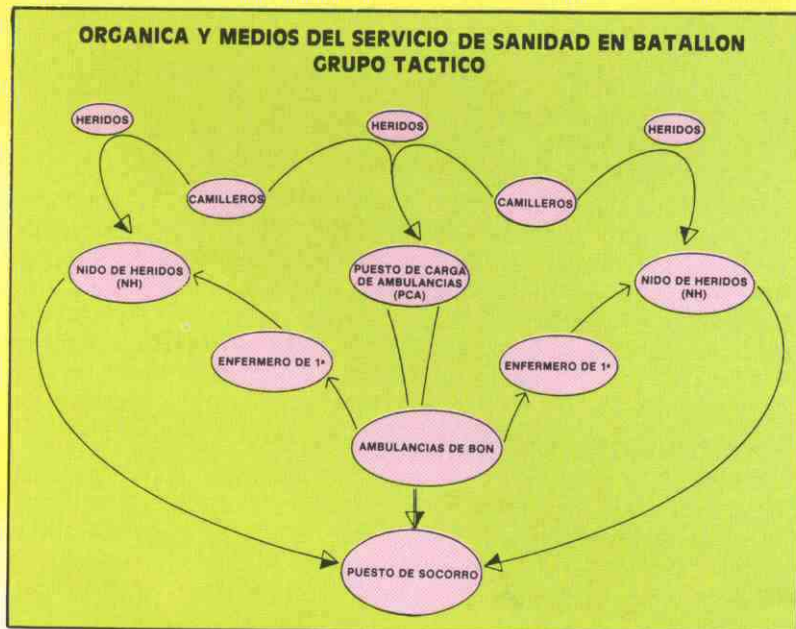 ORGANICA Y MEDIOS DEL SERVICIO DE SANIDAD EN BATALLON
GRUPO TACTICO
HERIDOS
HERIDOS
HERIDOS
CAMILLEROS
CAMILLEROS
NIDO DE HERIDOS
(NH)
PUESTO DE CARGA
DE AMBULANCIAS
(PCA)
NIDO DE HERIDOS
(NH)
ENFERMERO DE 1ª
ENFERMERO DE 1ª
AMBULANCIAS DE BON
PUESTO DE SOCORRO